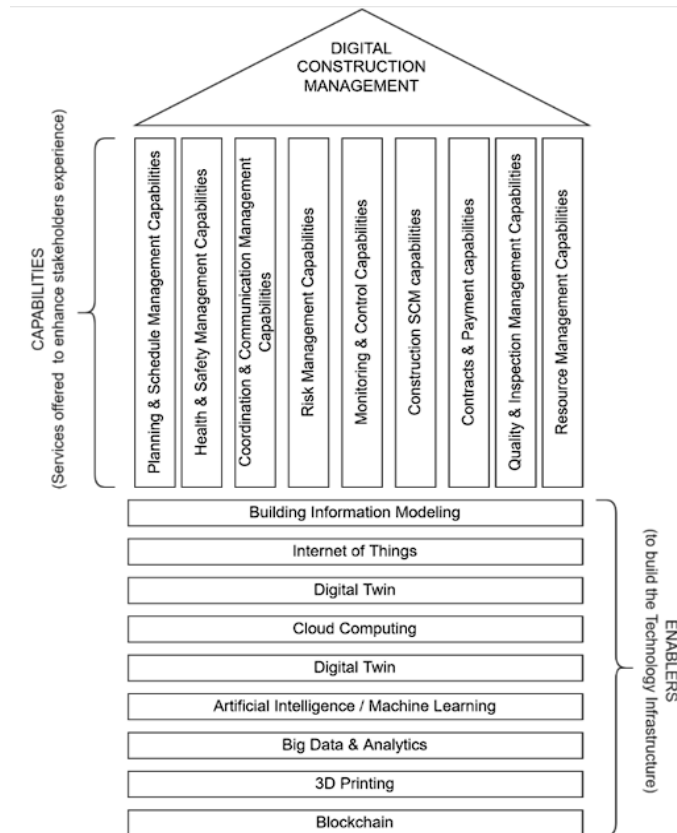 DIGITAL
CONSTRUCTION
MANAGEMENT
CAPABILITIES
(Services offered to enhance stakeholders experience)
Planning & Schedule Management Capabilities
Health & Safety Management Capabilities
Coordination & Communication Management
Capabilities
Risk Management Capabilities
Monitoring & Control Capabilities
Construction SCM capabilities
Contracts & Payment capabilities
Quality & Inspection Management Capabilities
Resource Management Capabilities
Building Information Modeling
Internet of Things
Digital Twin
Cloud Computing
Digital Twin
Artificial Intelligence / Machine Learning
Big Data & Analytics
3D Printing
Blockchain
ENABLERS
(to build the Technology Infrastructure)